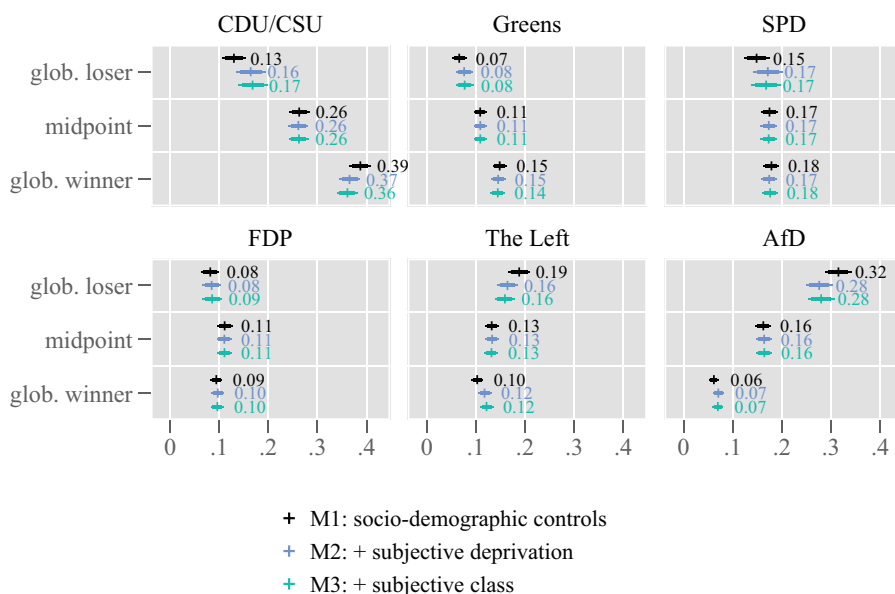 CDU/CSU Greens SPD
glob. loser 0.13 0.07 0.15
0.16 0.08 0.17
0.17 0.08 0.17
midpoint 0.26 0.11 0.17
0.26 0.11 0.17
0.26 0.11 0.17
glob. winner 0.39 0.15 0.18
0.37 0.15 0.17
0.36 0.14 0.18
FDP The Left AfD
glob. loser 0.08 0.19 0.32
0.08 0.16 0.28
0.09 0.16 0.28
midpoint 0.11 0.13 0.16
0.11 0.13 0.16
0.11 0.13 0.16
glob. winner 0.09 0.10 0.06
0.10 0.12 0.07
0.10 0.12 0.07
0 .1 .2 .3 .4 0 .1 .2 .3 .4 0 .1 .2 .3 .4
M1: socio-demographic controls
M2: + subjective deprivation
M3: + subjective class